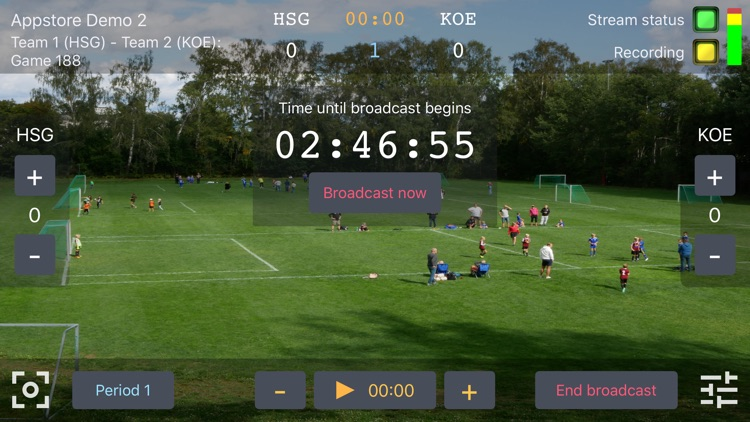 Appstore Demo 2
Team 1 (HSG) - Team 2 (KOE):
Game 188
HSG 00:00 KOE
0 1 0
Stream status
Recording
Time until broadcast begins
02:46:55
Broadcast now
HSG
+
0
-
KOE
+
0
-
Period 1
- 00:00 +
End broadcast